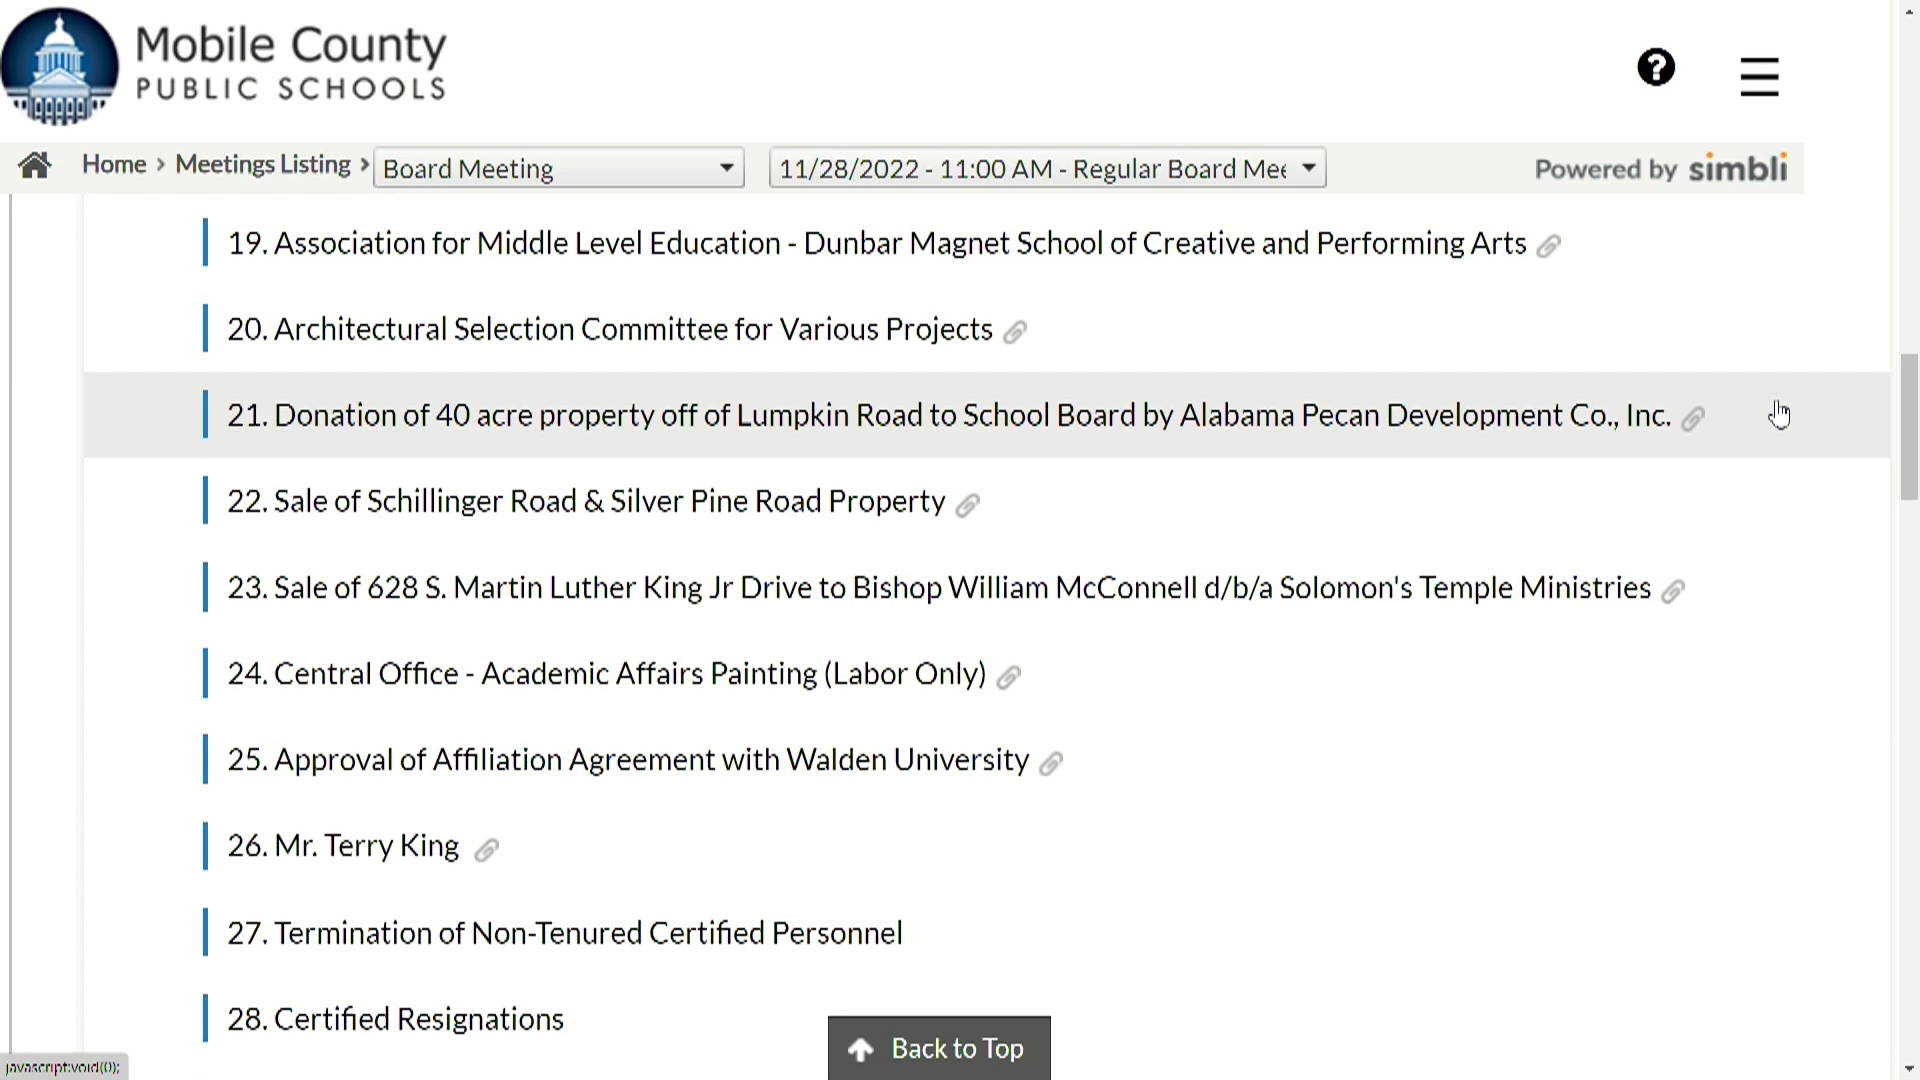 Mobile County
PUBLIC SCHOOLS
?
Home › Meetings Listing › Board Meeting 11/28/2022 - 11:00 AM - Regular Board Mee Powered by simbli
19. Association for Middle Level Education - Dunbar Magnet School of Creative and Performing Arts
20. Architectural Selection Committee for Various Projects
21. Donation of 40 acre property off of Lumpkin Road to School Board by Alabama Pecan Development Co., Inc.
22. Sale of Schillinger Road & Silver Pine Road Property
23. Sale of 628 S. Martin Luther King Jr Drive to Bishop William McConnell d/b/a Solomon's Temple Ministries
24. Central Office - Academic Affairs Painting (Labor Only)
25. Approval of Affiliation Agreement with Walden University
26. Mr. Terry King
27. Termination of Non-Tenured Certified Personnel
28. Certified Resignations
Back to Top
javascript:void(0);